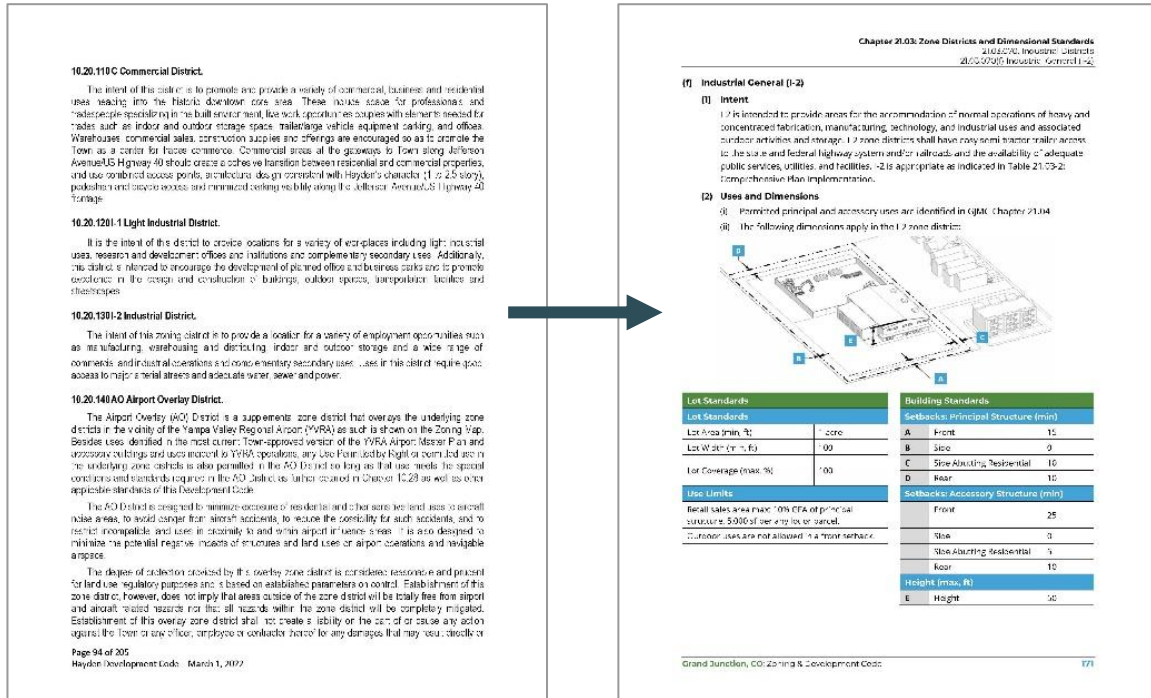 10.20.110 C Commercial District.
The intent of this district is to promote and provide a variety of commercial, business and residential
uses heading into the historic downtown core area. These include space for professionals and
tradespeople specializing in the built environment, live work opportunities couples with elements needed for
trades such as indoor and outdoor storage space, trailer/large vehicle equipment parking, and offices.
Warehouses, commercial sales, construction supplies and offerings are encouraged so as to promote the
Town as a center for trades commerce. Commercial areas at the gateways to Town along Jefferson
Avenue/US Highway 40 should create a cohesive transition between residential and commercial properties,
and use combined access points, architectural design consistent with Hayden's character (1 to 2.5 story),
pedestrian and bicycle access and minimized parking visibility along the Jefferson Avenue/US Highway 40
frontage.
10.20.120 I-1 Light Industrial District.
It is the intent of this district to provide locations for a variety of workplaces including light industrial
uses, research and development offices and institutions and complementary secondary uses. Additionally,
this district is intended to encourage the development of planned office and business parks and to promote
excellence in the design and construction of buildings, outdoor spaces, transportation facilities and
streetscapes.
10.20.130 I-2 Industrial District.
The intent of this zoning district is to provide a location for a variety of employment opportunities such
as manufacturing, warehousing and distributing, indoor and outdoor storage and a wide range of
commercial and industrial operations and complementary secondary uses. Uses in this district require good
access to major arterial streets and adequate water, sewer and power.
10.20.140 AO Airport Overlay District.
The Airport Overlay (AO) District is a supplemental zone district that overlays the underlying zone
districts in the vicinity of the Yampa Valley Regional Airport (YVRA) as such is shown on the Zoning Map.
Besides uses identified in the most current Town-approved version of the YVRA Airport Master Plan and
accessory buildings and uses incident to YVRA operations, any Use Permitted by Right or permitted use in
the underlying zone districts is also permitted in the AO District so long as that use meets the special
conditions and standards required in the AO District as further detailed in Chapter 10.28 as well as other
applicable standards of this Development Code.
The AO District is designed to minimize exposure of residential and other sensitive land uses to aircraft
noise areas, to avoid danger from aircraft accidents, to reduce the possibility for such accidents, and to
restrict incompatible land uses in proximity to and within airport influence areas. It is also designed to
minimize the potential negative impacts of structures and land uses on airport operations and navigable
airspace.
The degree of protection provided by this overlay zone district is considered reasonable and prudent
for land use regulatory purposes and is based on established parameters on control. Establishment of this
zone district, however, does not imply that areas outside of the zone district will be totally free from airport
and aircraft related hazards nor that all hazards within the zone district will be completely mitigated.
Establishment of this overlay zone district shall not create a liability on the part of or cause any action
against the Town or any officer, employee or contractor thereof for any damages that may result directly or
Page 94 of 205
Hayden Development Code March 1, 2022
Chapter 21.03: Zone Districts and Dimensional Standards
21.03.070. Industrial Districts
21.03.070(f) Industrial General (I-2)
(f) Industrial General (I-2)
(1) Intent
I-2 is intended to provide areas for the accommodation of normal operations of heavy and
concentrated fabrication, manufacturing, technology, and industrial uses and associated
outdoor activities and storage. I-2 zone districts shall have easy semi-tractor trailer access
to the state and federal highway system and/or railroads and the availability of adequate
public services, utilities, and facilities. I-2 is appropriate as indicated in Table 21.03-2:
Comprehensive Plan Implementation.
(2) Uses and Dimensions
(i) Permitted principal and accessory uses are identified in GJMC Chapter 21.04
(ii) The following dimensions apply in the I-2 zone district:
D
E
C
B
A
Lot Standards
Lot Standards
Lot Area (min, ft) 1 acre
Lot Width (min, ft) 100
Lot Coverage (max, %) 100
Use Limits
Retail sales area max: 10% GFA of principal
structure, 5,000 sf per any lot or parcel.
Outdoor uses are not allowed in a front setback.
Building Standards
Setbacks: Principal Structure (min)
A Front 15
B Side 0
C Side Abutting Residential 10
D Rear 10
Setbacks: Accessory Structure (min)
Front 25
Side 0
Side Abutting Residential 5
Rear 10
Height (max, ft)
E Height 50
Grand Junction, CO: Zoning & Development Code
171